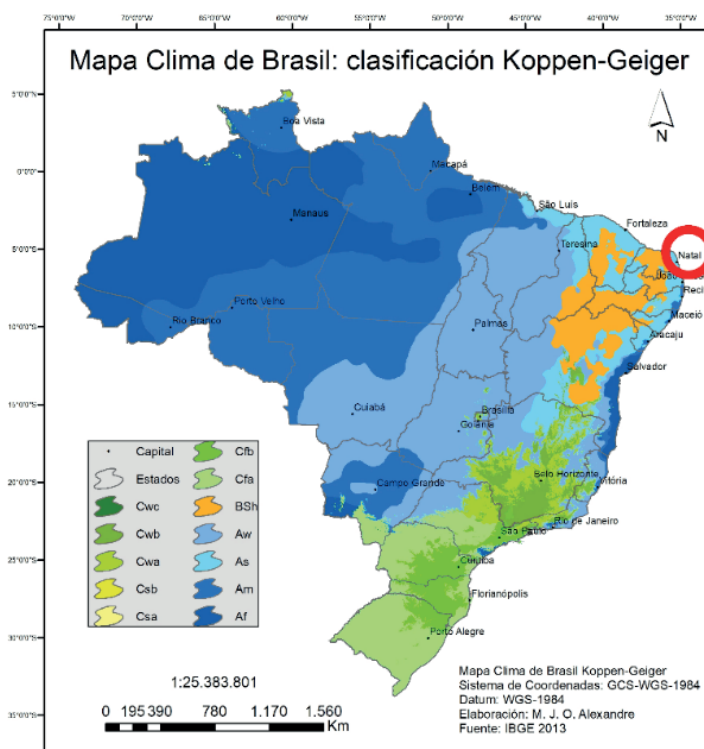 75°0'0"O 70°0'0"O 65°0'0"O 60°0'0"O 55°0'0"O 50°0'0"O 45°0'0"O 40°0'0"O 35°0'0"O
Mapa Clima de Brasil: clasificación Koppen-Geiger
5°0'0"N
Boa Vista
N
0°0'0"
Macapá
Belém
São Luis
Manaus
Fortaleza
5°0'0"S
Teresina
Natal
Porto Velho
Rio Branco
Palmas
Maceió
10°0'0"S
Aracaju
Salvador
15°0'0"S
Cuiabá
Brasília
Goiania
Capital
Cfb
Estados
Cfa
Belo Horizonte
Vitória
20°0'0"S
Campo Grande
Cwc
BSh
Cwb
Aw
Rio de Janeiro
São Paulo
Cwa
As
25°0'0"S
Curitiba
Csb
Am
Florianópolis
Csa
Af
30°0'0"S
Porto Alegre
1:25.383.801
0 195390 780 1.170 1.560
Km
35°0'0"S
Mapa Clima de Brasil Koppen-Geiger
Sistema de Coordenadas: GCS-WGS-1984
Datum: WGS-1984
Elaboración: M. J. O. Alexandre
Fuente: IBGE 2013